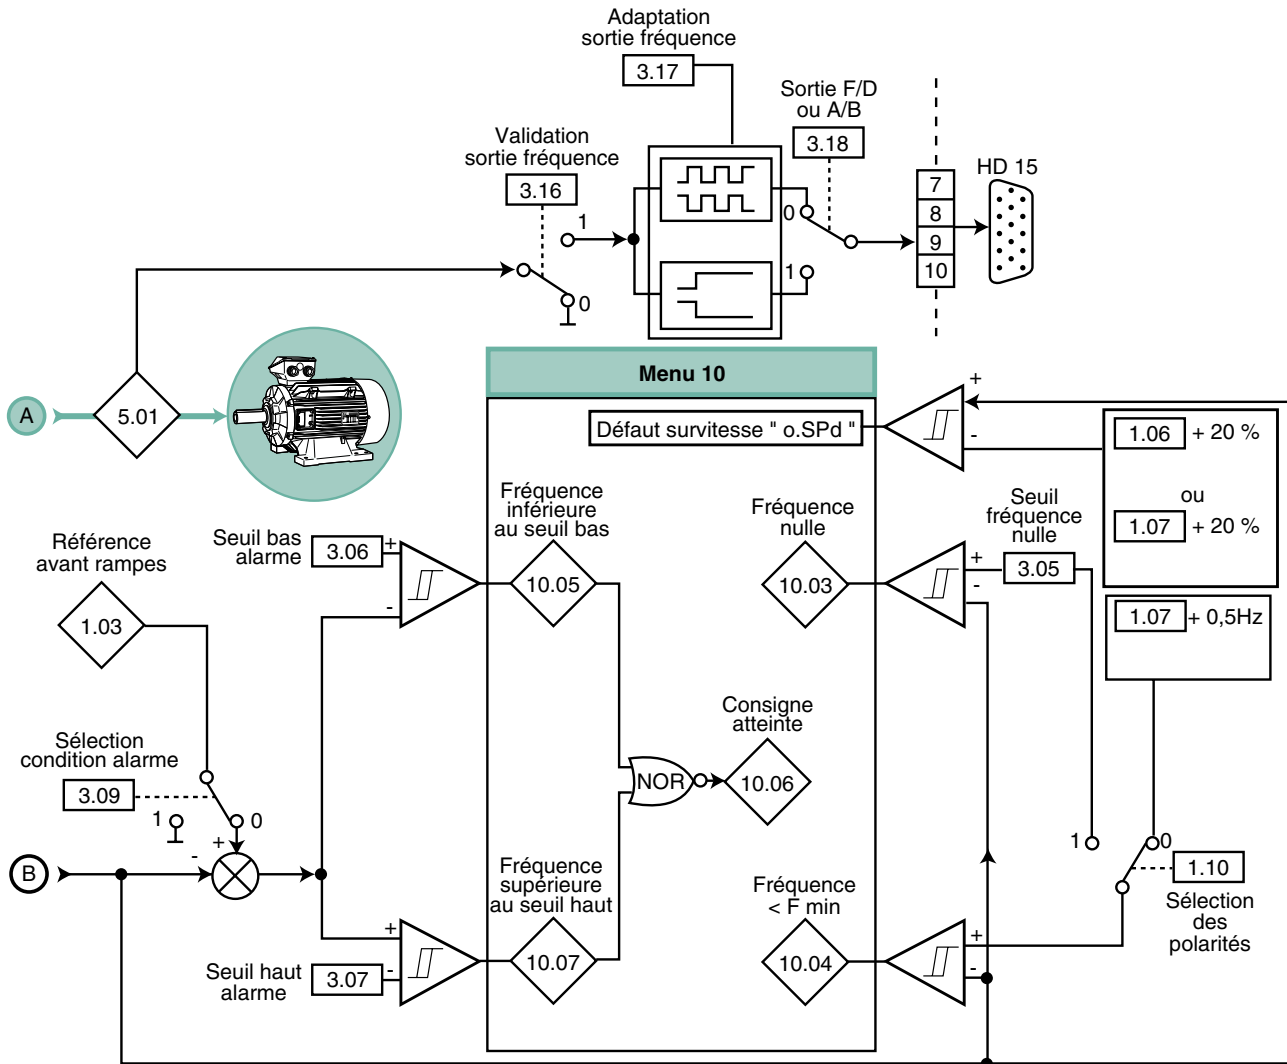 Adaptation
sortie fréquence
3.17
Sortie F/D
ou A/B
3.18
Validation
sortie fréquence
3.16
HD 15
7
8
9
10
1
0
0
1
A
5.01
Menu 10
Défaut survitesse " o.SPd "
+
-
1.06 + 20 %
ou
1.07 + 20 %
Fréquence
inférieure
au seuil bas
10.05
Seuil bas
alarme
3.06
+
-
Fréquence
nulle
10.03
+
-
Seuil
fréquence
nulle
3.05
1.07 + 0,5Hz
Référence
avant rampes
1.03
Sélection
condition alarme
3.09
1
0
+
-
B
NOR
Consigne
atteinte
10.06
1
0
1.10
Sélection
des
polarités
Fréquence
supérieure
au seuil haut
10.07
+
-
Seuil haut
alarme
3.07
Fréquence
< F min
10.04
+
-